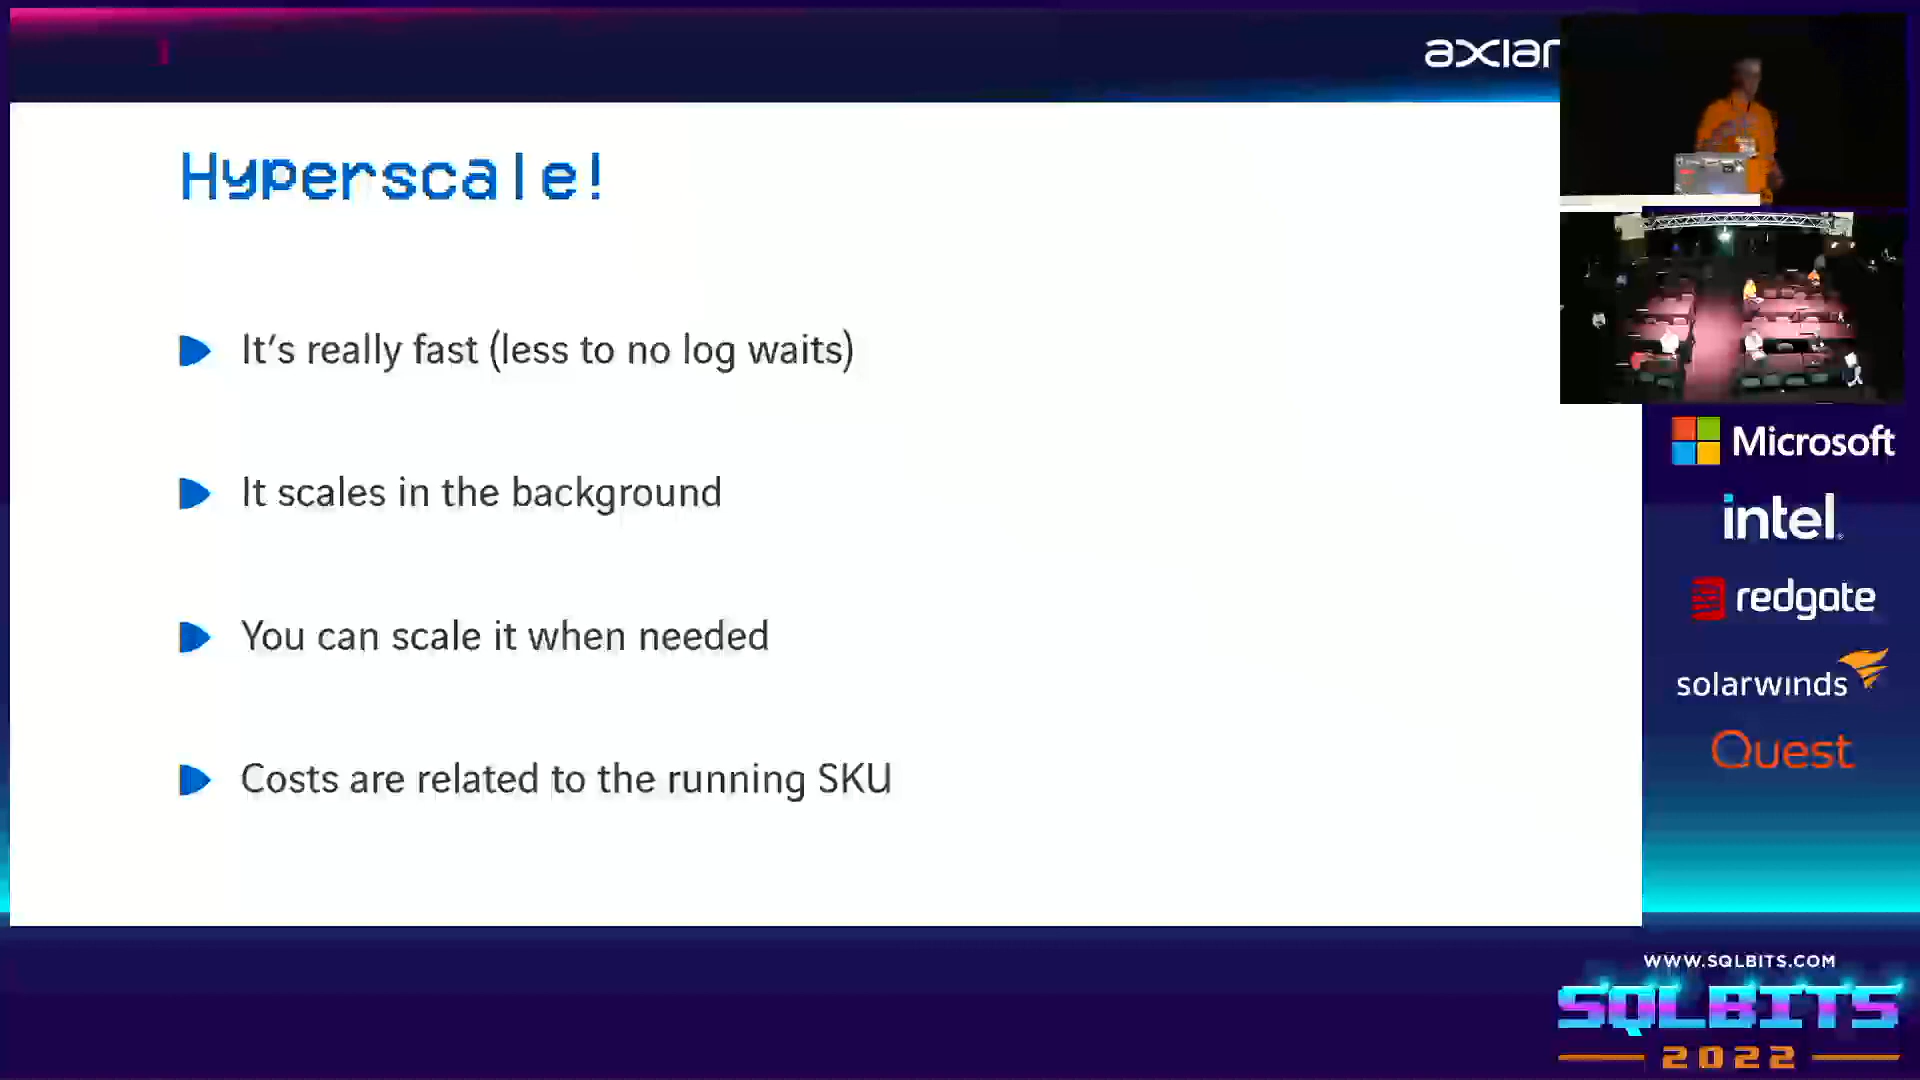 axian
Hyperscale!
It's really fast (less to no log waits)
It scales in the background
You can scale it when needed
Costs are related to the running SKU
Microsoft
intel.
redgate
solarwinds
Quest
WWW.SQLBITS.COM
SQLBITS
2022